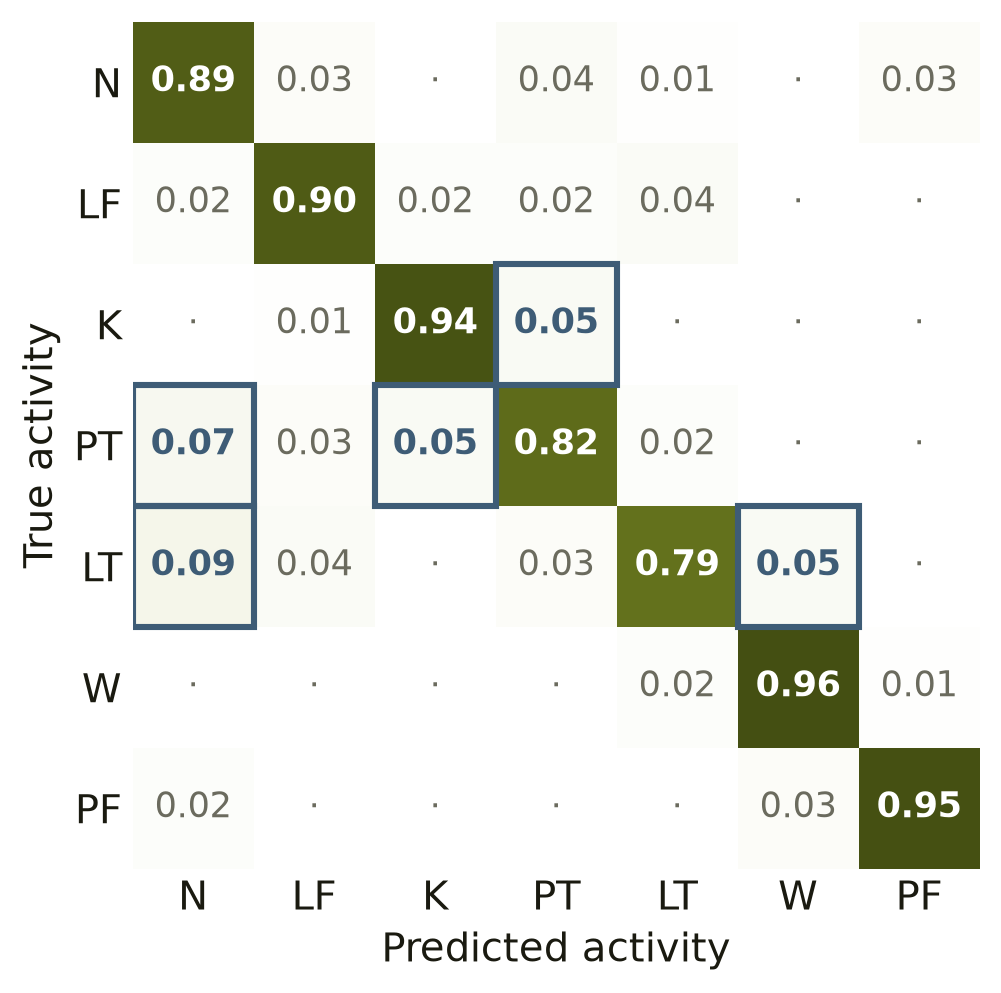 N 0.89 0.03 · 0.04 0.01 · 0.03
LF 0.02 0.90 0.02 0.02 0.04 · ·
K · 0.01 0.94 0.05 · · ·
PT 0.07 0.03 0.05 0.82 0.02 · ·
LT 0.09 0.04 · 0.03 0.79 0.05 ·
W · · · · 0.02 0.96 0.01
PF 0.02 · · · · 0.03 0.95
True activity
N LF K PT LT W PF
Predicted activity